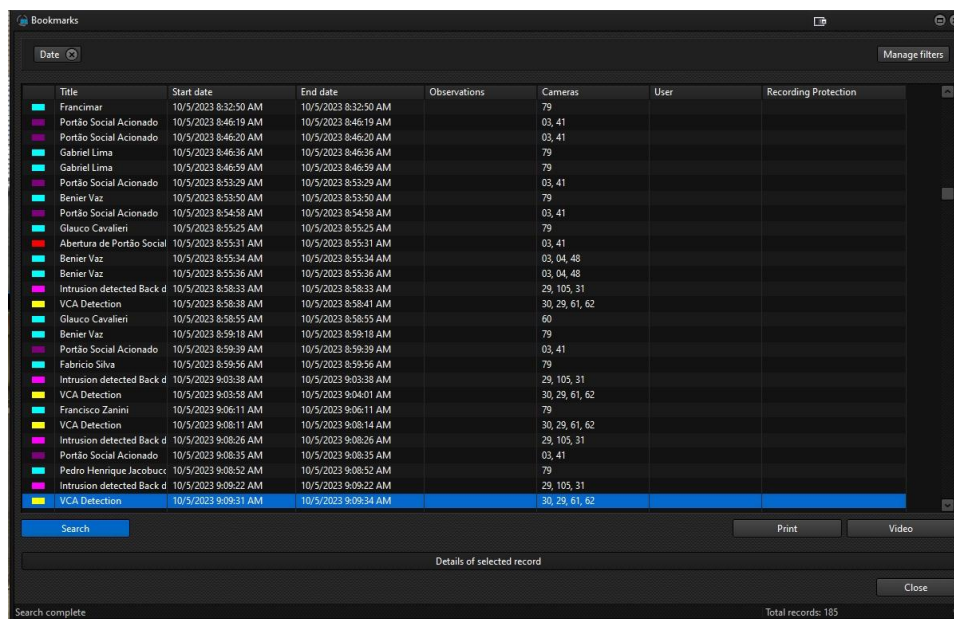 Bookmarks
Date
Manage filters
Title Start date End date Observations Cameras User Recording Protection
Francimar 10/5/2023 8:32:50 AM 10/5/2023 8:32:50 AM 79
Portão Social Acionado 10/5/2023 8:46:19 AM 10/5/2023 8:46:19 AM 03, 41
Portão Social Acionado 10/5/2023 8:46:20 AM 10/5/2023 8:46:20 AM 03, 41
Gabriel Lima 10/5/2023 8:46:36 AM 10/5/2023 8:46:36 AM 79
Gabriel Lima 10/5/2023 8:46:59 AM 10/5/2023 8:46:59 AM 79
Portão Social Acionado 10/5/2023 8:53:29 AM 10/5/2023 8:53:29 AM 03, 41
Benier Vaz 10/5/2023 8:53:50 AM 10/5/2023 8:53:50 AM 79
Portão Social Acionado 10/5/2023 8:54:58 AM 10/5/2023 8:54:58 AM 03, 41
Glauco Cavalieri 10/5/2023 8:55:25 AM 10/5/2023 8:55:25 AM 79
Abertura de Portão Social 10/5/2023 8:55:31 AM 10/5/2023 8:55:31 AM 03, 41
Benier Vaz 10/5/2023 8:55:34 AM 10/5/2023 8:55:34 AM 03, 04, 48
Benier Vaz 10/5/2023 8:55:36 AM 10/5/2023 8:55:36 AM 03, 04, 48
Intrusion detected Back d 10/5/2023 8:58:33 AM 10/5/2023 8:58:33 AM 29, 105, 31
VCA Detection 10/5/2023 8:58:38 AM 10/5/2023 8:58:41 AM 30, 29, 61, 62
Glauco Cavalieri 10/5/2023 8:58:55 AM 10/5/2023 8:58:55 AM 60
Benier Vaz 10/5/2023 8:59:18 AM 10/5/2023 8:59:18 AM 79
Portão Social Acionado 10/5/2023 8:59:39 AM 10/5/2023 8:59:39 AM 03, 41
Fabricio Silva 10/5/2023 8:59:56 AM 10/5/2023 8:59:56 AM 79
Intrusion detected Back d 10/5/2023 9:03:38 AM 10/5/2023 9:03:38 AM 29, 105, 31
VCA Detection 10/5/2023 9:03:58 AM 10/5/2023 9:04:01 AM 30, 29, 61, 62
Francisco Zanini 10/5/2023 9:06:11 AM 10/5/2023 9:06:11 AM 79
VCA Detection 10/5/2023 9:08:11 AM 10/5/2023 9:08:14 AM 30, 29, 61, 62
Intrusion detected Back d 10/5/2023 9:08:26 AM 10/5/2023 9:08:26 AM 29, 105, 31
Portão Social Acionado 10/5/2023 9:08:35 AM 10/5/2023 9:08:35 AM 03, 41
Pedro Henrique Jacobucc 10/5/2023 9:08:52 AM 10/5/2023 9:08:52 AM 79
Intrusion detected Back d 10/5/2023 9:09:22 AM 10/5/2023 9:09:22 AM 29, 105, 31
VCA Detection 10/5/2023 9:09:31 AM 10/5/2023 9:09:34 AM 30, 29, 61, 62
Search Print Video
Details of selected record
Close
Search complete Total records: 185